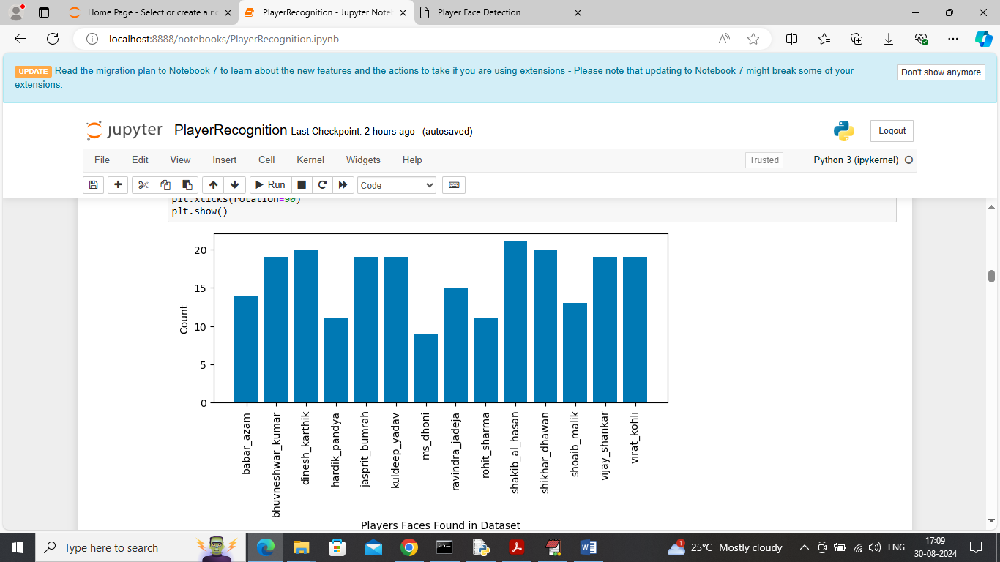 Home Page - Select or create a no
PlayerRecognition - Jupyter Note
Player Face Detection
localhost:8888/notebooks/PlayerRecognition.ipynb
UPDATE Read the migration plan to Notebook 7 to learn about the new features and the actions to take if you are using extensions - Please note that updating to Notebook 7 might break some of your
extensions.
Don't show anymore
jupyter PlayerRecognition Last Checkpoint: 2 hours ago (autosaved)
Logout
File Edit View Insert Cell Kernel Widgets Help
Trusted
Python 3 (ipykernel)
Run
Code
plt.xticks(rotation=90)
plt.show()
20
15
10
5
0
Count
babar_azam
bhuvneshwar_kumar
dinesh_karthik
hardik_pandya
jasprit_bumrah
kuldeep_yadav
ms_dhoni
ravindra_jadeja
rohit_sharma
shakib_al_hasan
shikhar_dhawan
shoaib_malik
vijay_shankar
virat_kohli
Players Faces Found in Dataset
Type here to search
1
25°C Mostly cloudy
ENG
17:09
30-08-2024